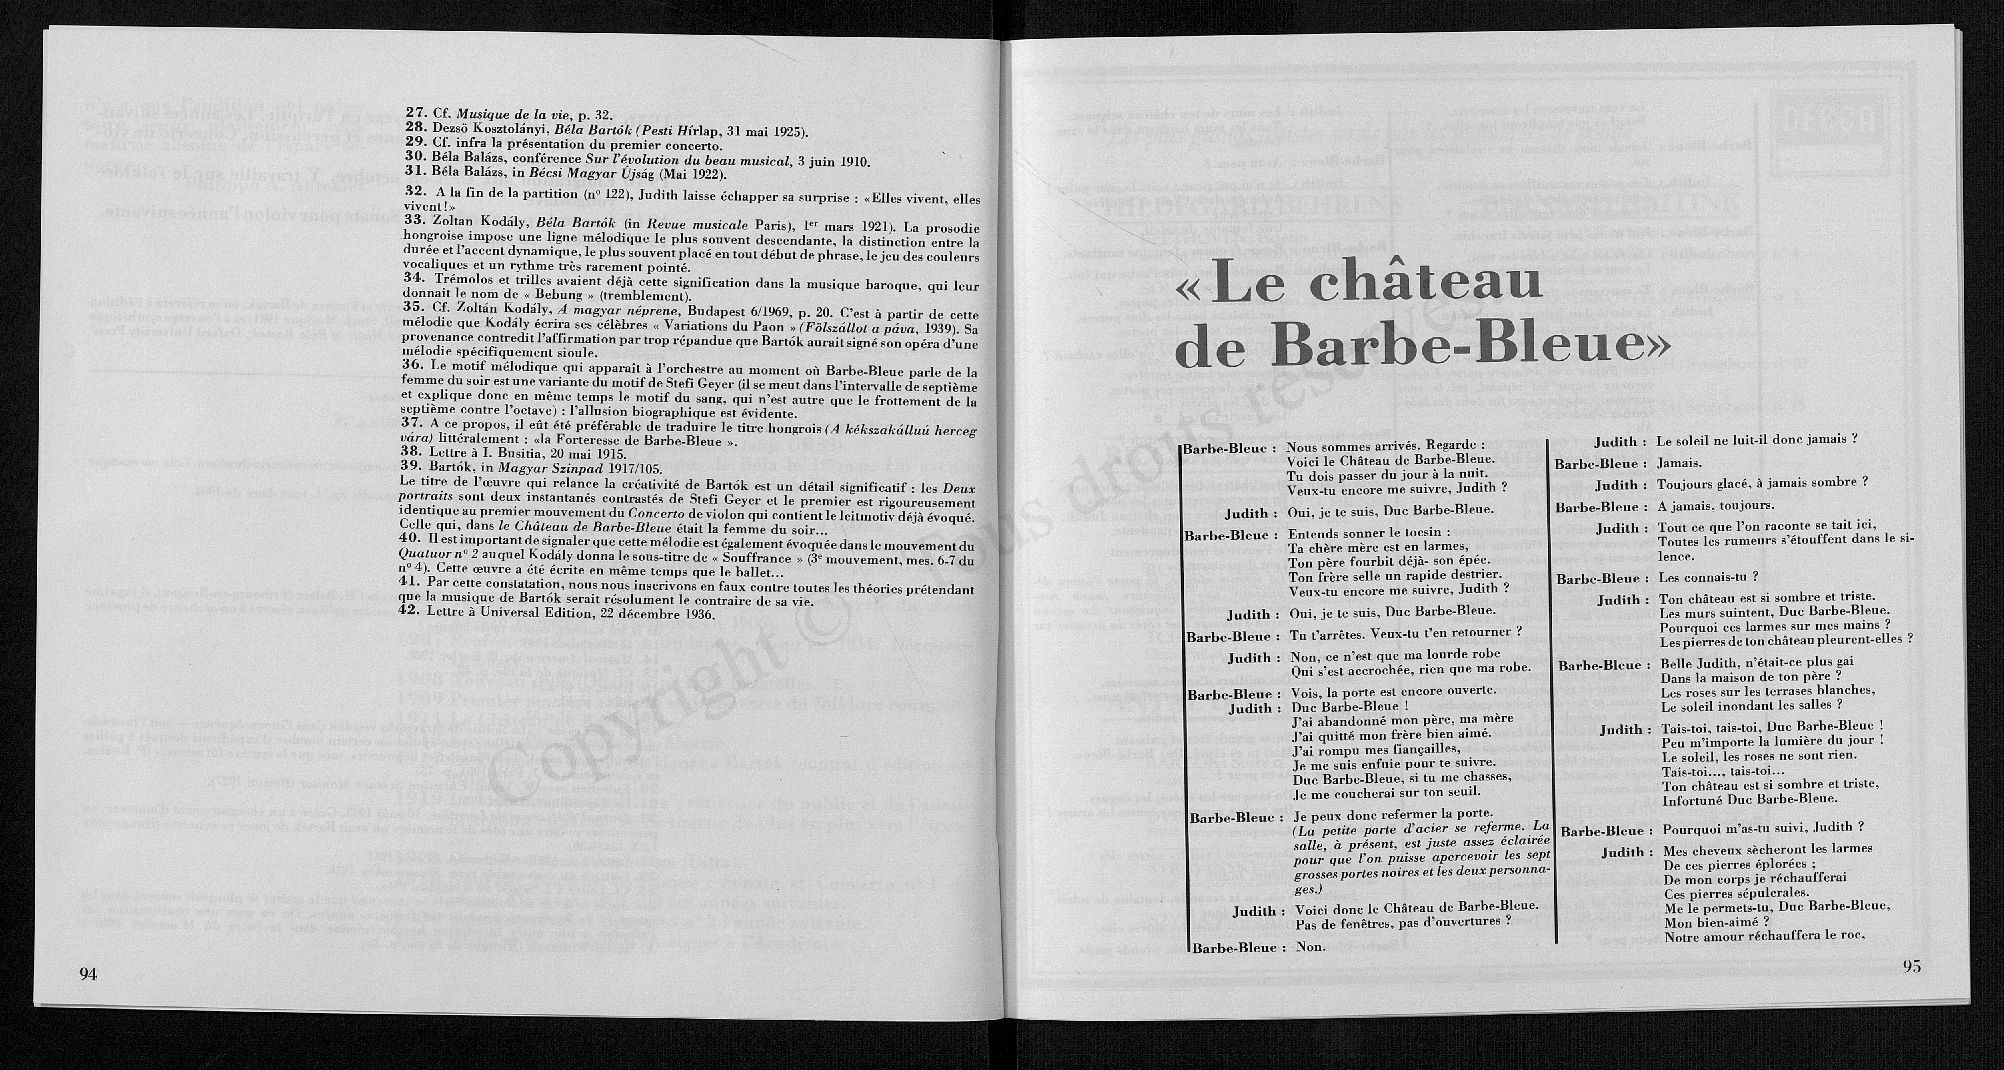 27. Cf. Musique de la vie, p. 32.
28. Dezsö Kosztolányi, Béla Bartók (Pesti Hírlap, 31 mai 1925).
29. Cf. infra la présentation du premier concerto.
30. Béla Balázs, conférence Sur l'évolution du beau musical, 3 juin 1910.
31. Béla Balázs, in Bécsi Magyar Újság (Mai 1922).
32. A la fin de la partition (n° 122), Judith laisse échapper sa surprise : «Elles vivent, elles
vivent!»
33. Zoltan Kodály, Béla Bartók (in Revue musicale Paris), 1er mars 1921). La prosodie
hongroise impose une ligne mélodique le plus souvent descendante, la distinction entre la
durée et l'accent dynamique, le plus souvent placé en tout début de phrase, le jeu des couleurs
vocaliques et un rythme très rarement pointé.
34. Trémolos et trilles avaient déjà cette signification dans la musique baroque, qui leur
donnait le nom de « Bebung » (tremblement).
35. Cf. Zoltán Kodály, A magyar néprene, Budapest 6/1969, p. 20. C'est à partir de cette
mélodie que Kodály écrira ses célèbres « Variations du Paon » (Fölszállot a páva, 1939). Sa
provenance contredit l'affirmation par trop répandue que Bartók aurait signé son opéra d'une
mélodie spécifiquement sioule.
36. Le motif mélodique qui apparaît à l'orchestre au moment où Barbe-Bleue parle de la
femme du soir est une variante du motif de Stefi Geyer (il se meut dans l'intervalle de septième
et explique donc en même temps le motif du sang, qui n'est autre que le frottement de la
septième contre l'octave) : l'allusion biographique est évidente.
37. A ce propos, il eût été préférable de traduire le titre hongrois (A kékszakálluú herceg
vára) littéralement : «la Forteresse de Barbe-Bleue ».
38. Lettre à I. Busitia, 20 mai 1915.
39. Bartók, in Magyar Szinpad 1917/105.
Le titre de l'œuvre qui relance la créativité de Bartók est un détail significatif : les Deux
portraits sont deux instantanés contrastés de Stefi Geyer et le premier est rigoureusement
identique au premier mouvement du Concerto de violon qui contient le leitmotiv déjà évoqué.
Celle qui, dans le Château de Barbe-Bleue était la femme du soir...
40. Il est important de signaler que cette mélodie est également évoquée dans le mouvement du
Quatuor n° 2 auquel Kodály donna le sous-titre de « Souffrance » (3e mouvement, mes. 6-7 du
n° 4). Cette œuvre a été écrite en même temps que le ballet...
41. Par cette constatation, nous nous inscrivons en faux contre toutes les théories prétendant
que la musique de Bartók serait résolument le contraire de sa vie.
42. Lettre à Universal Edition, 22 décembre 1936.
94
«Le château
de Barbe-Bleue»
Barbe-Bleue : Nous sommes arrivés. Regarde :
Voici le Château de Barbe-Bleue.
Tu dois passer du jour à la nuit.
Veux-tu encore me suivre, Judith ?
Judith : Oui, je te suis, Duc Barbe-Bleue.
Barbe-Bleue : Entends sonner le tocsin :
Ta chère mère est en larmes,
Ton père fourbit déjà- son épée.
Ton frère selle un rapide destrier.
Veux-tu encore me suivre, Judith ?
Judith : Oui, je te suis, Duc Barbe-Bleue.
Barbe-Bleue : Tu t'arrêtes. Veux-tu t'en retourner ?
Judith : Non, ce n'est que ma lourde robe
Qui s'est accrochée, rien que ma robe.
Barbe-Bleue : Vois, la porte est encore ouverte.
Judith : Duc Barbe-Bleue !
J'ai abandonné mon père, ma mère
J'ai quitté mon frère bien aimé.
J'ai rompu mes fiançailles,
Je me suis enfuie pour te suivre.
Duc Barbe-Bleue, si tu me chasses,
Je me coucherai sur ton seuil.
Barbe-Bleue : Je peux donc refermer la porte.
(La petite porte d'acier se referme. La
salle, à présent, est juste assez éclairée
pour que l'on puisse apercevoir les sept
grosses portes noires et les deux personna-
ges.)
Judith : Voici donc le Château de Barbe-Bleue.
Pas de fenêtres, pas d'ouvertures ?
Barbe-Bleue : Non.
Judith : Le soleil ne luit-il donc jamais ?
Barbe-Bleue : Jamais.
Judith : Toujours glacé, à jamais sombre ?
Barbe-Bleue : A jamais, toujours.
Judith : Tout ce que l'on raconte se tait ici,
Toutes les rumeurs s'étouffent dans le si-
lence.
Barbe-Bleue : Les connais-tu ?
Judith : Ton château est si sombre et triste.
Les murs suintent, Duc Barbe-Bleue.
Pourquoi ces larmes sur mes mains ?
Les pierres de ton château pleurent-elles ?
Barbe-Bleue : Belle Judith, n'était-ce plus gai
Dans la maison de ton père ?
Les roses sur les terrases blanches,
Le soleil inondant les salles ?
Judith : Tais-toi, tais-toi, Duc Barbe-Bleue !
Peu m'importe la lumière du jour !
Le soleil, les roses ne sont rien.
Tais-toi..., tais-toi...
Ton château est si sombre et triste,
Infortuné Duc Barbe-Bleue.
Barbe-Bleue : Pourquoi m'as-tu suivi, Judith ?
Judith : Mes cheveux sècheront les larmes
De ces pierres éplorées ;
De mon corps je réchaufferai
Ces pierres sépulcrales.
Me le permets-tu, Duc Barbe-Bleue,
Mon bien-aimé ?
Notre amour réchauffera le roc,
95
Copyright © Tous droits réservés